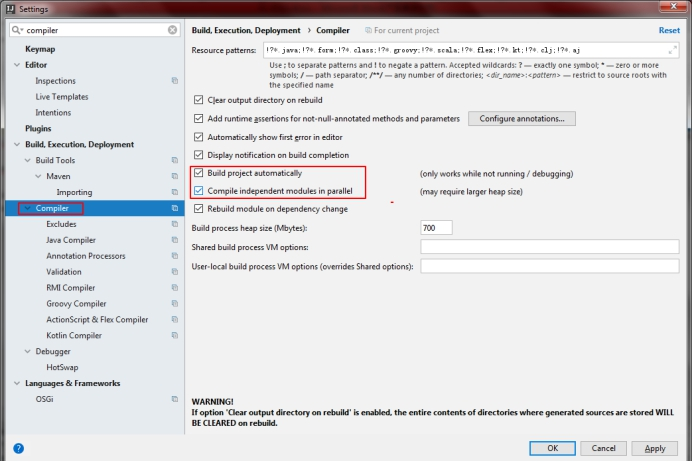 Settings
compiler
Keymap
Editor
Inspections
Live Templates
Intentions
Plugins
Build, Execution, Deployment
Build Tools
Maven
Importing
Compiler
Excludes
Java Compiler
Annotation Processors
Validation
RMI Compiler
Groovy Compiler
ActionScript & Flex Compiler
Kotlin Compiler
Debugger
HotSwap
Languages & Frameworks
OSGi
Build, Execution, Deployment › Compiler For current project Reset
Resource patterns: !?*.java;!?*.form;!?*.class;!?*.groovy;!?*.scala;!?*.flex;!?*.kt;!?*.clj;!?*.aj
Use ; to separate patterns and ! to negate a pattern. Accepted wildcards: ? — exactly one symbol; * — zero or more
symbols; / — path separator; /**/ — any number of directories; <dir_name>:<pattern> — restrict to source roots with
the specified name
Clear output directory on rebuild
Add runtime assertions for not-null-annotated methods and parameters Configure annotations...
Automatically show first error in editor
Display notification on build completion
Build project automatically (only works while not running / debugging)
Compile independent modules in parallel (may require larger heap size)
Rebuild module on dependency change
Build process heap size (Mbytes): 700
Shared build process VM options:
User-local build process VM options (overrides Shared options):
WARNING!
If option 'Clear output directory on rebuild' is enabled, the entire contents of directories where generated sources are stored WILL
BE CLEARED on rebuild.
? OK Cancel Apply